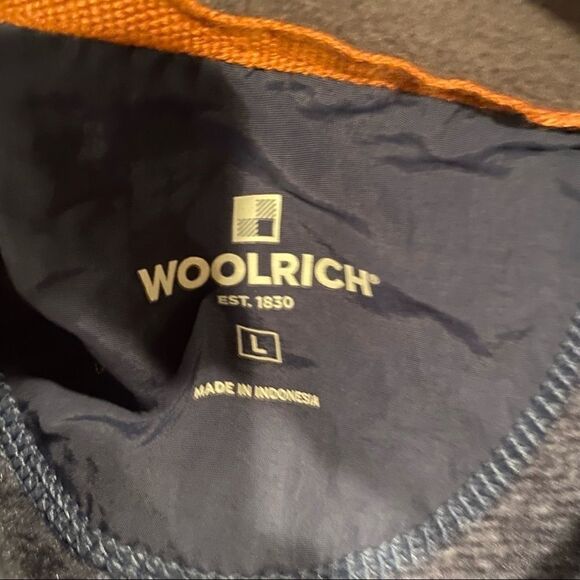 WOOLRICH®
EST. 1830
L
MADE IN INDONESIA